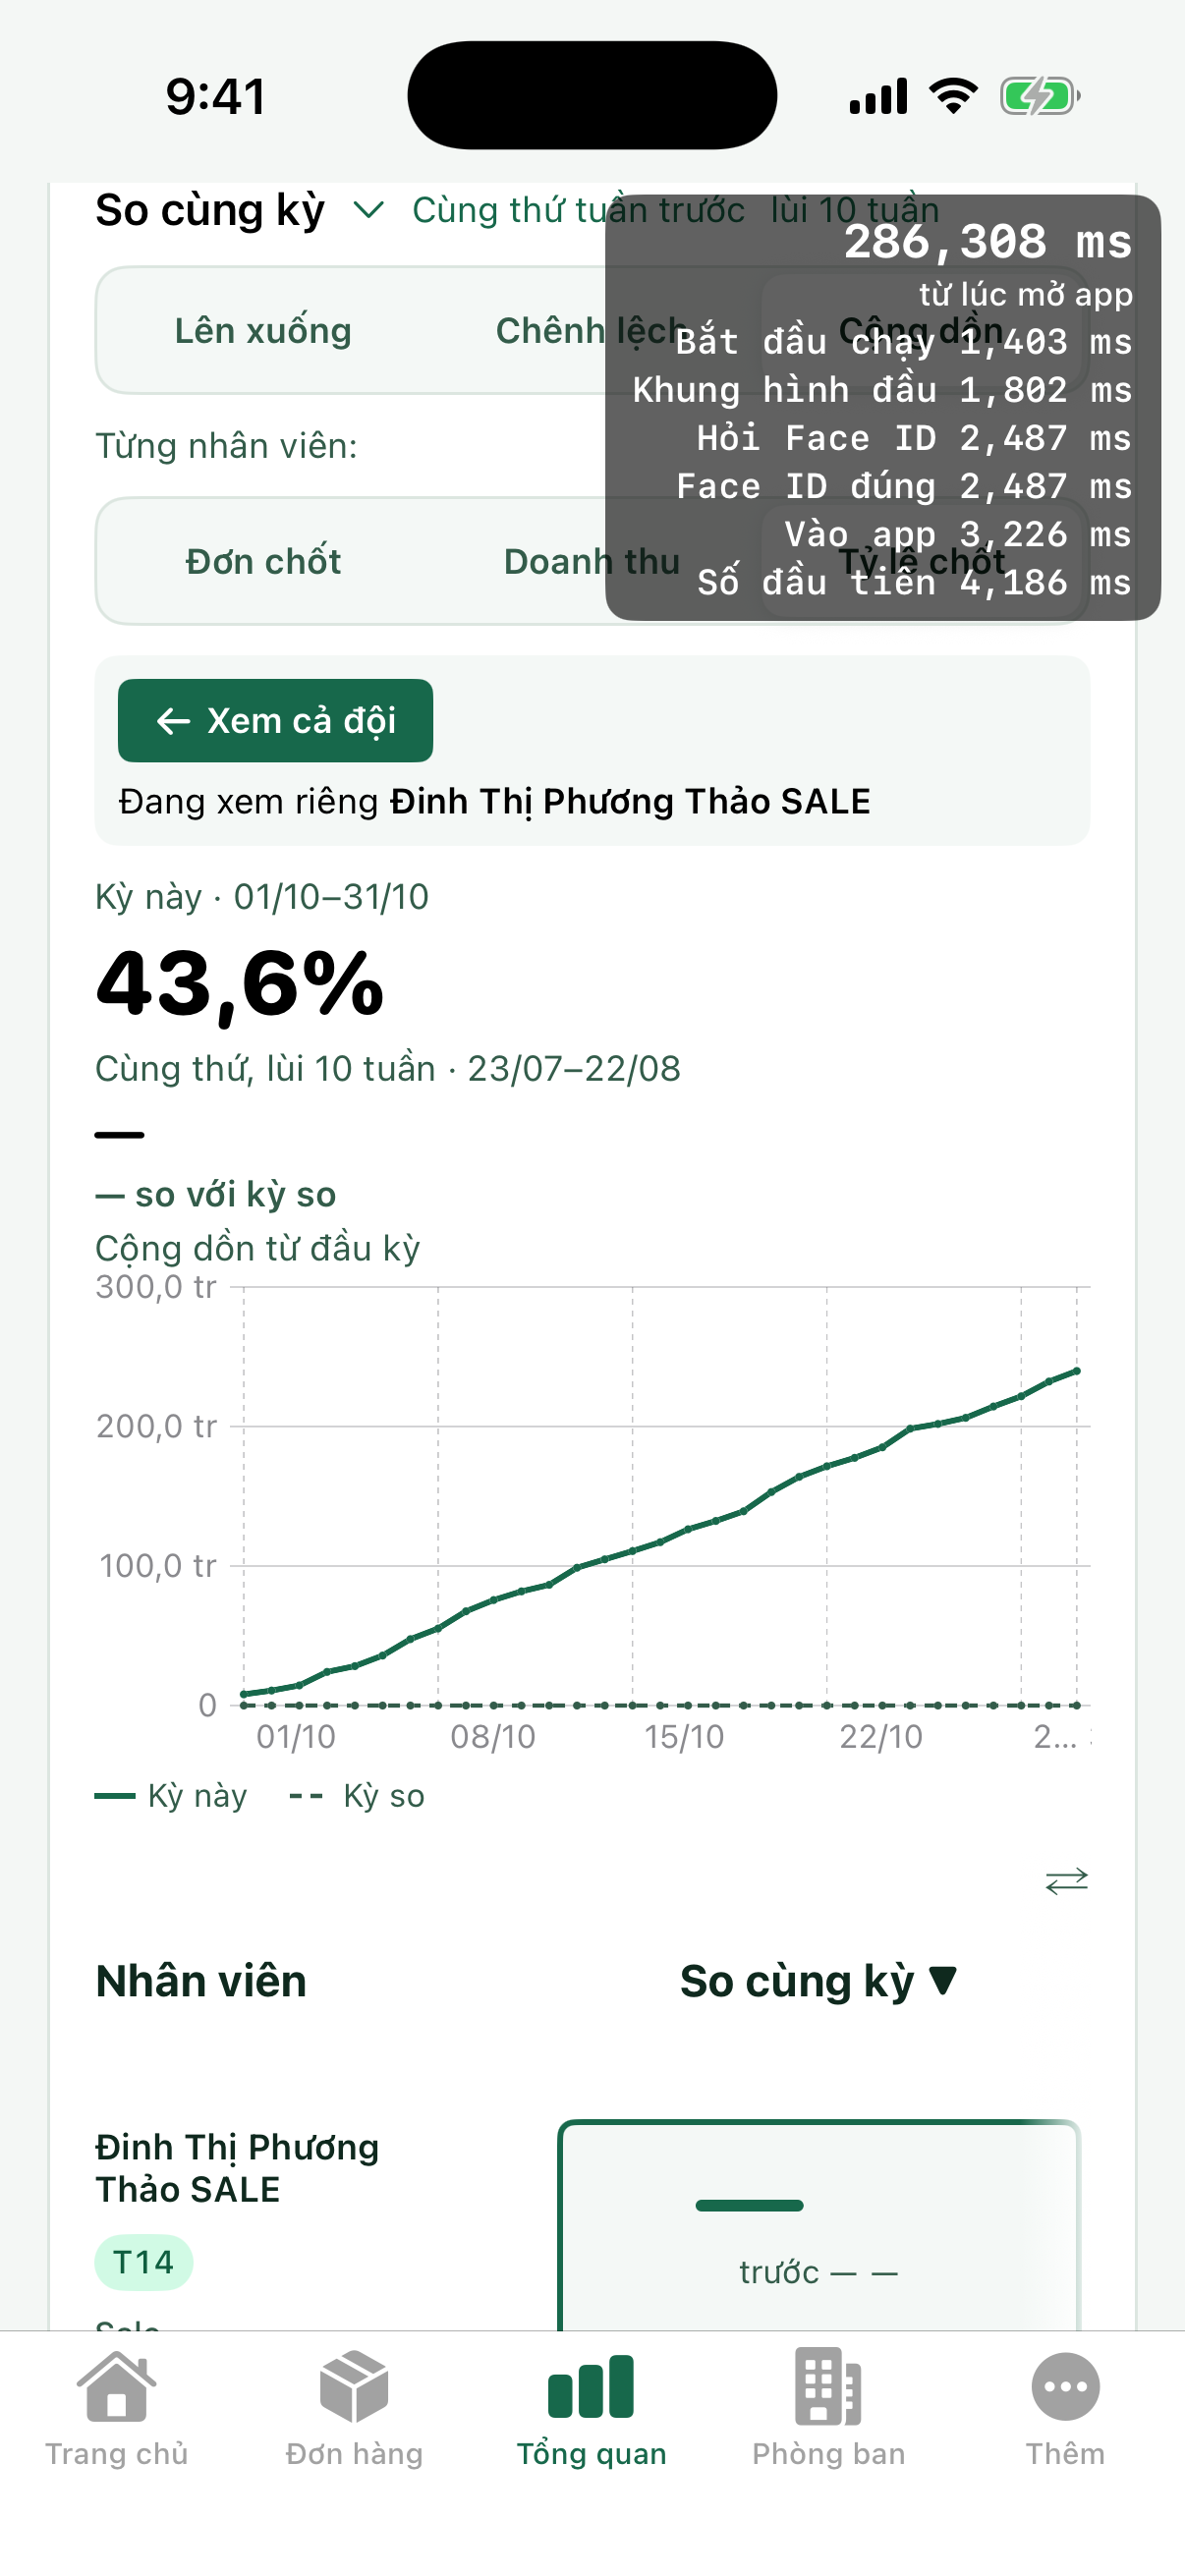 9:41
So cùng kỳ Cùng thứ tuần trước lùi 10 tuần
286,308 ms
từ lúc mở app
Bắt đầu chạy 1,403 ms
Khung hình đầu 1,802 ms
Hỏi Face ID 2,487 ms
Face ID đúng 2,487 ms
Vào app 3,226 ms
Số đầu tiên 4,186 ms
Lên xuống Chênh lệch Cộng dồn
Từng nhân viên:
Đơn chốt Doanh thu Tỷ lệ chốt
← Xem cả đội
Đang xem riêng Đinh Thị Phương Thảo SALE
Kỳ này · 01/10–31/10
43,6%
Cùng thứ, lùi 10 tuần · 23/07–22/08
—
— so với kỳ so
Cộng dồn từ đầu kỳ
300,0 tr
200,0 tr
100,0 tr
0
01/10 08/10 15/10 22/10 2...
Kỳ này Kỳ so
Nhân viên So cùng kỳ ▼
Đinh Thị Phương
Thảo SALE
T14
—
trước — —
Trang chủ Đơn hàng Tổng quan Phòng ban Thêm